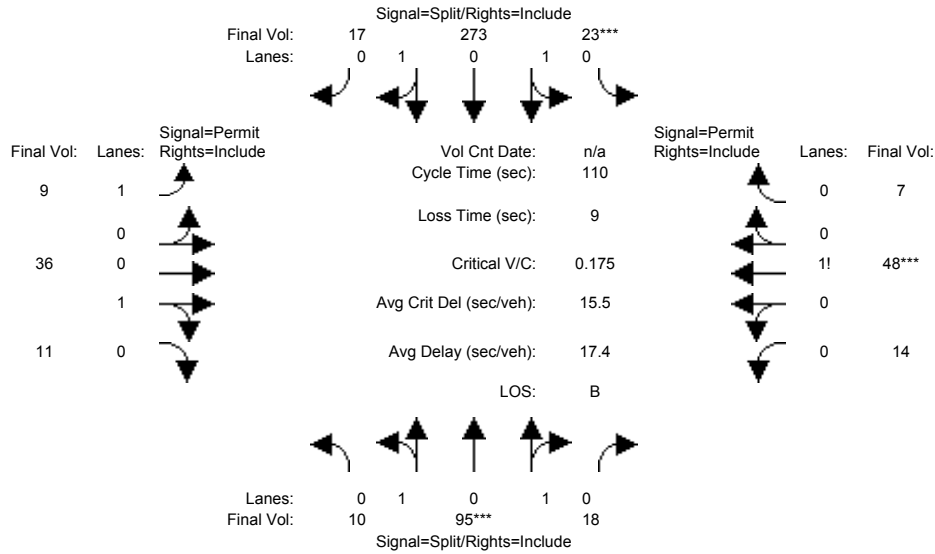 Signal=Split/Rights=Include
Final Vol: 17 273 23***
Lanes: 0 1 0 1 0
Signal=Permit Signal=Permit
Final Vol: Lanes: Rights=Include Vol Cnt Date: n/a Rights=Include Lanes: Final Vol:
Cycle Time (sec): 110
9 1 0 7
Loss Time (sec): 9
0 0
36 0 Critical V/C: 0.175 1! 48***
1 Avg Crit Del (sec/veh): 15.5 0
11 0 Avg Delay (sec/veh): 17.4 0 14
LOS: B
Lanes: 0 1 0 1 0
Final Vol: 10 95*** 18
Signal=Split/Rights=Include